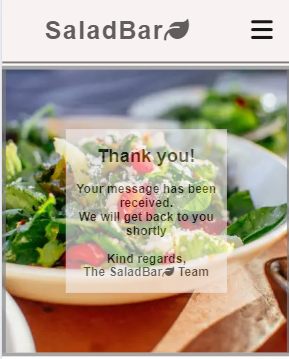 SaladBar
Thank you!
Your message has been
received.
We will get back to you
shortly
Kind regards,
The SaladBar Team